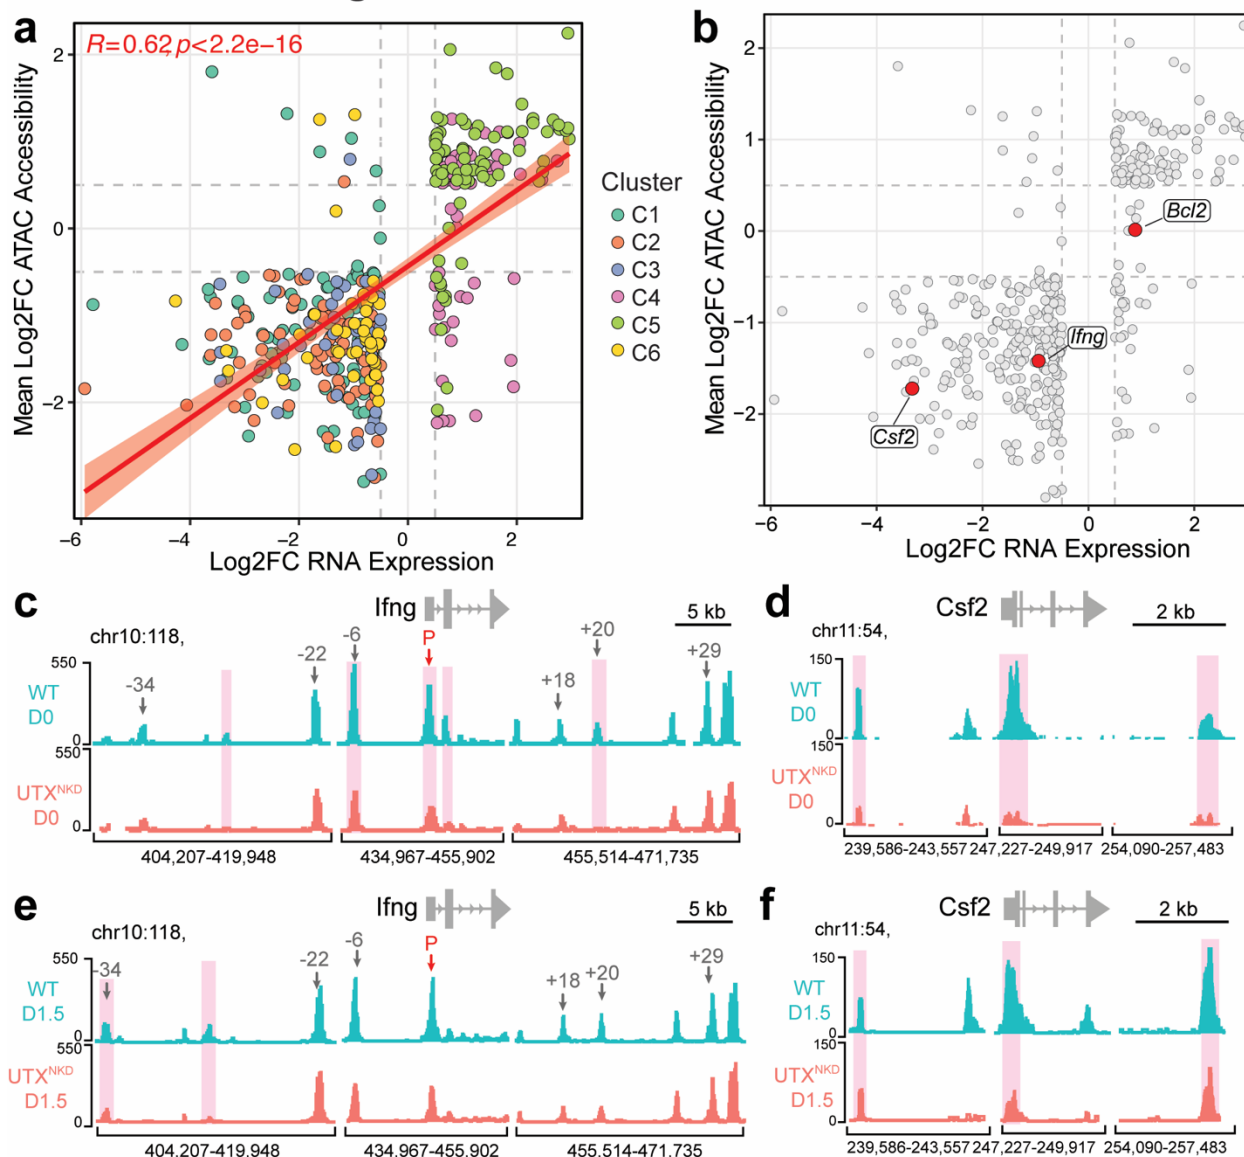 a
R=0.62, p<2.2e−16
Mean Log2FC ATAC Accessibility
2
0
−2
−6
−4
−2
0
2
Log2FC RNA Expression
Cluster
C1
C2
C3
C4
C5
C6
b
Mean Log2FC ATAC Accessibility
2
1
0
−1
−2
Bcl2
Ifng
Csf2
−6
−4
−2
0
2
Log2FC RNA Expression
c
Ifng
5 kb
chr10:118,
-34
-22
-6
P
+18
+20
+29
550
WT
D0
0
550
UTXNKD
D0
0
404,207-419,948
434,967-455,902
455,514-471,735
d
Csf2
2 kb
chr11:54,
150
WT
D0
0
150
UTXNKD
D0
0
239,586-243,557
247,227-249,917
254,090-257,483
e
Ifng
5 kb
chr10:118,
-34
-22
-6
P
+18
+20
+29
550
WT
D1.5
0
550
UTXNKD
D1.5
0
404,207-419,948
434,967-455,902
455,514-471,735
f
Csf2
2 kb
chr11:54,
150
WT
D1.5
0
150
UTXNKD
D1.5
0
239,586-243,557
247,227-249,917
254,090-257,483